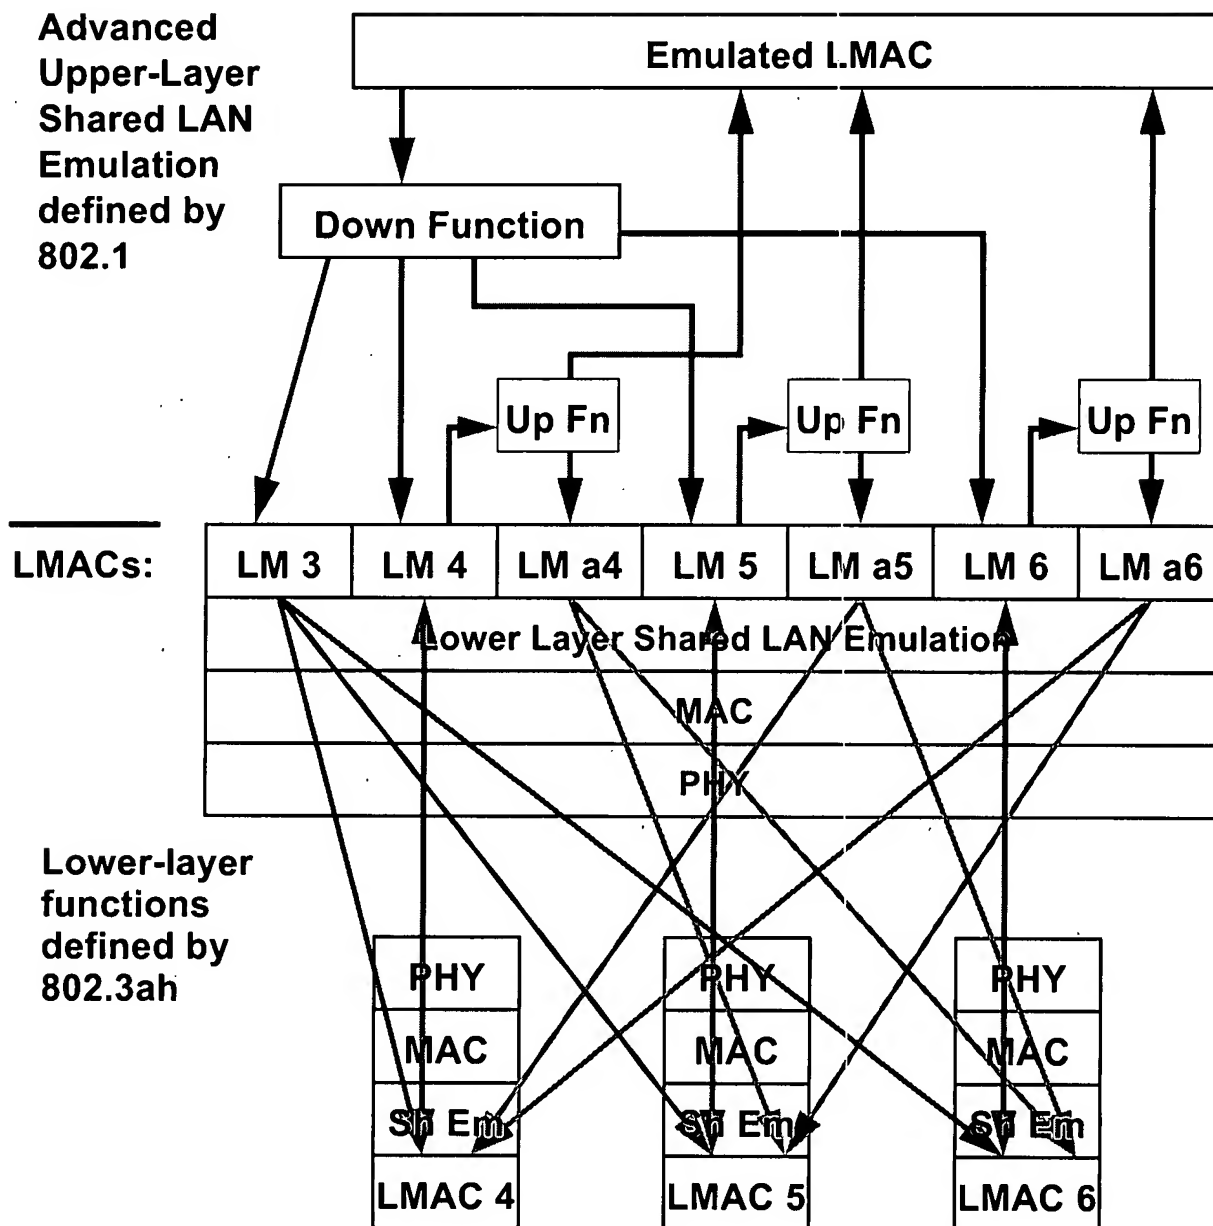 Advanced
Upper-Layer
Shared LAN
Emulation
defined by
802.1
Emulated LMAC
Down Function
Up Fn
Up Fn
Up Fn
LMACs:
LM 3
LM 4
LM a4
LM 5
LM a5
LM 6
LM a6
Lower Layer Shared LAN Emulation
MAC
PHY
Lower-layer
functions
defined by
802.3ah
PHY
MAC
Sh Em
LMAC 4
PHY
MAC
Sh Em
LMAC 5
PHY
MAC
Sh Em
LMAC 6